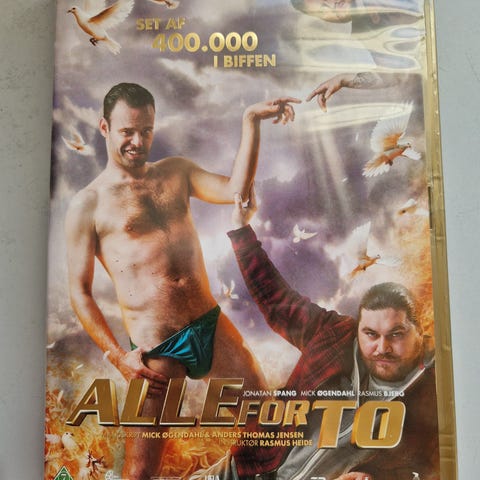 SET AF
400.000
I BIFFEN
JONATAN SPANG MICK ØGENDAHL RASMUS BJERG
ALLE FOR TO
MICK ØGENDAHL & ANDERS THOMAS JENSEN
RASMUS HEIDE